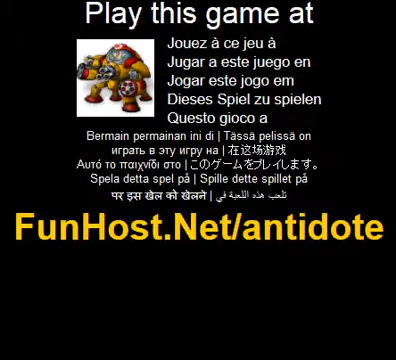 Play this game at
Jouez à ce jeu à
Jugar a este juego en
Jogar este jogo em
Dieses Spiel zu spielen
Questo gioco a
Bermain permainan ini di | Tässä pelissä on
играть в эту игру на | 在这场游戏
Αυτό το παιχνίδι στο | このゲームをプレイします。
Spela detta spel på | Spille dette spillet på
पर इस खेल को खेलने | تلعب هذه اللعبة في
FunHost.Net/antidote